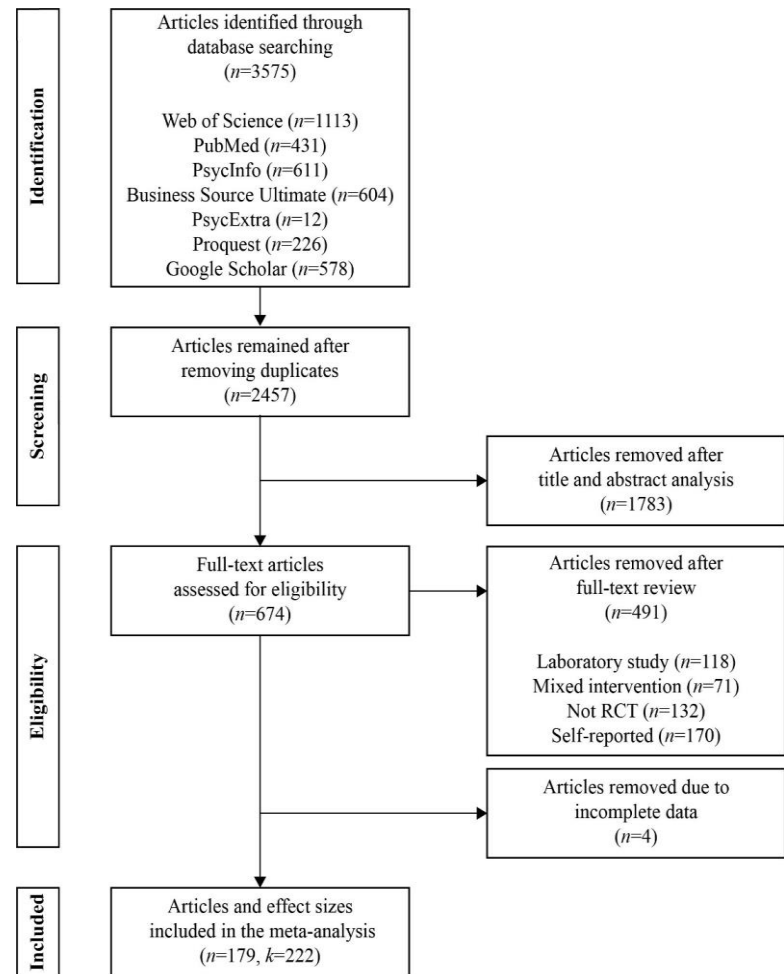 Identification
Articles identified through
database searching
(n=3575)
Web of Science (n=1113)
PubMed (n=431)
PsycInfo (n=611)
Business Source Ultimate (n=604)
PsycExtra (n=12)
Proquest (n=226)
Google Scholar (n=578)
Screening
Articles remained after
removing duplicates
(n=2457)
Articles removed after
title and abstract analysis
(n=1783)
Eligibility
Full-text articles
assessed for eligibility
(n=674)
Articles removed after
full-text review
(n=491)
Laboratory study (n=118)
Mixed intervention (n=71)
Not RCT (n=132)
Self-reported (n=170)
Articles removed due to
incomplete data
(n=4)
Included
Articles and effect sizes
included in the meta-analysis
(n=179, k=222)